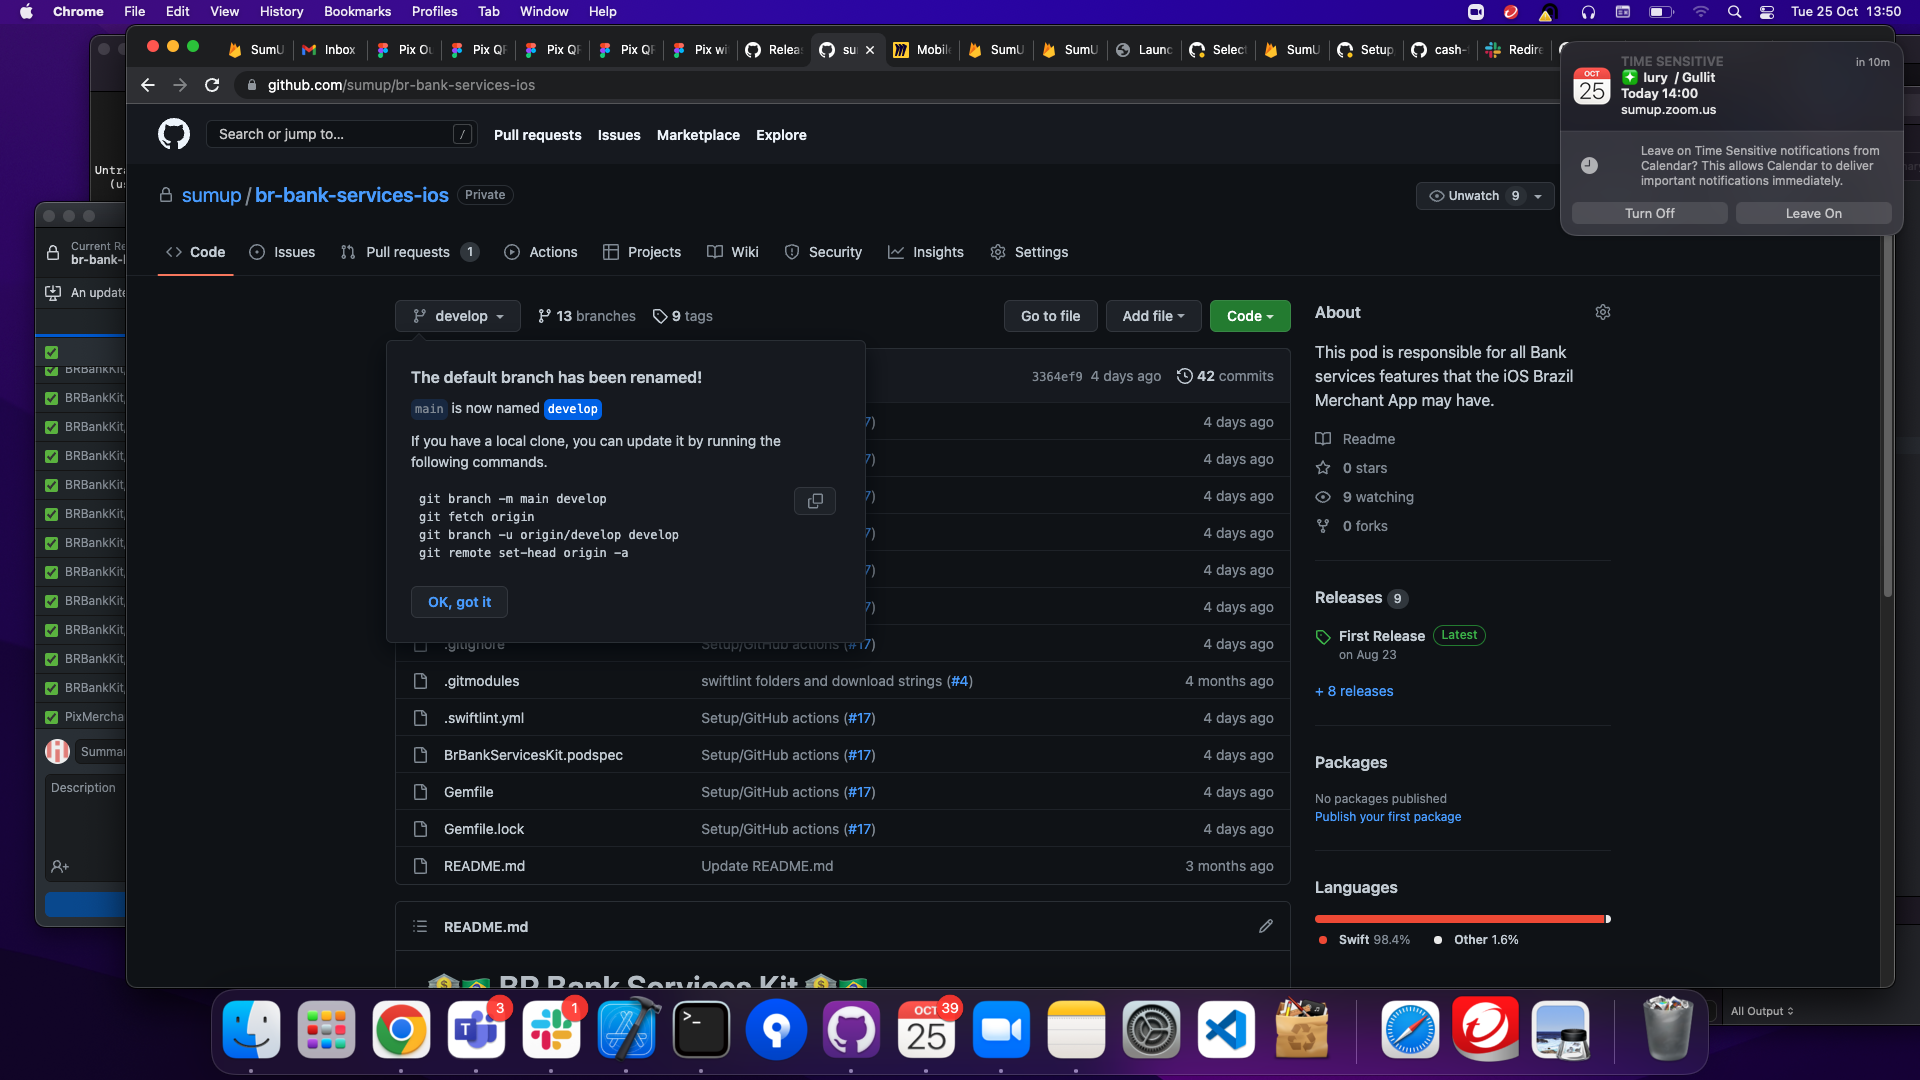 Chrome File Edit View History Bookmarks Profiles Tab Window Help
Tue 25 Oct 13:50
SumU
Inbox
Pix Ou
Pix QF
Pix QF
Pix QF
Pix wi
Relea
su
Mobil
SumU
SumU
Launc
Select
SumU
Setup
cash-
Redire
github.com/sumup/br-bank-services-ios
TIME SENSITIVE
in 10m
OCT
25
Iury / Gullit
Today 14:00
sumup.zoom.us
Leave on Time Sensitive notifications from
Calendar? This allows Calendar to deliver
important notifications immediately.
Turn Off
Leave On
Search or jump to...
/
Pull requests Issues Marketplace Explore
Untra
(us
sumup / br-bank-services-ios Private
Unwatch 9
Code
Issues
Pull requests 1
Actions
Projects
Wiki
Security
Insights
Settings
Current Re
br-bank-
An update
develop
13 branches
9 tags
Go to file
Add file
Code
The default branch has been renamed!
main is now named develop
If you have a local clone, you can update it by running the
following commands.
git branch -m main develop
git fetch origin
git branch -u origin/develop develop
git remote set-head origin -a
OK, got it
3364ef9 4 days ago 42 commits
7) 4 days ago
7) 4 days ago
7) 4 days ago
7) 4 days ago
7) 4 days ago
7) 4 days ago
.gitignore Setup/GitHub actions (#17) 4 days ago
.gitmodules swiftlint folders and download strings (#4) 4 months ago
.swiftlint.yml Setup/GitHub actions (#17) 4 days ago
BrBankServicesKit.podspec Setup/GitHub actions (#17) 4 days ago
Gemfile Setup/GitHub actions (#17) 4 days ago
Gemfile.lock Setup/GitHub actions (#17) 4 days ago
README.md Update README.md 3 months ago
README.md
BR Bank Services Kit
About
This pod is responsible for all Bank
services features that the iOS Brazil
Merchant App may have.
Readme
0 stars
9 watching
0 forks
Releases 9
First Release Latest
on Aug 23
+ 8 releases
Packages
No packages published
Publish your first package
Languages
Swift 98.4% Other 1.6%
BRBankKit,
BRBankKit,
BRBankKit,
BRBankKit,
BRBankKit,
BRBankKit,
BRBankKit,
BRBankKit,
BRBankKit,
BRBankKit,
BRBankKit,
BRBankKit,
PixMercha
Summar
Description
3
1
OCT
25
39
All Output